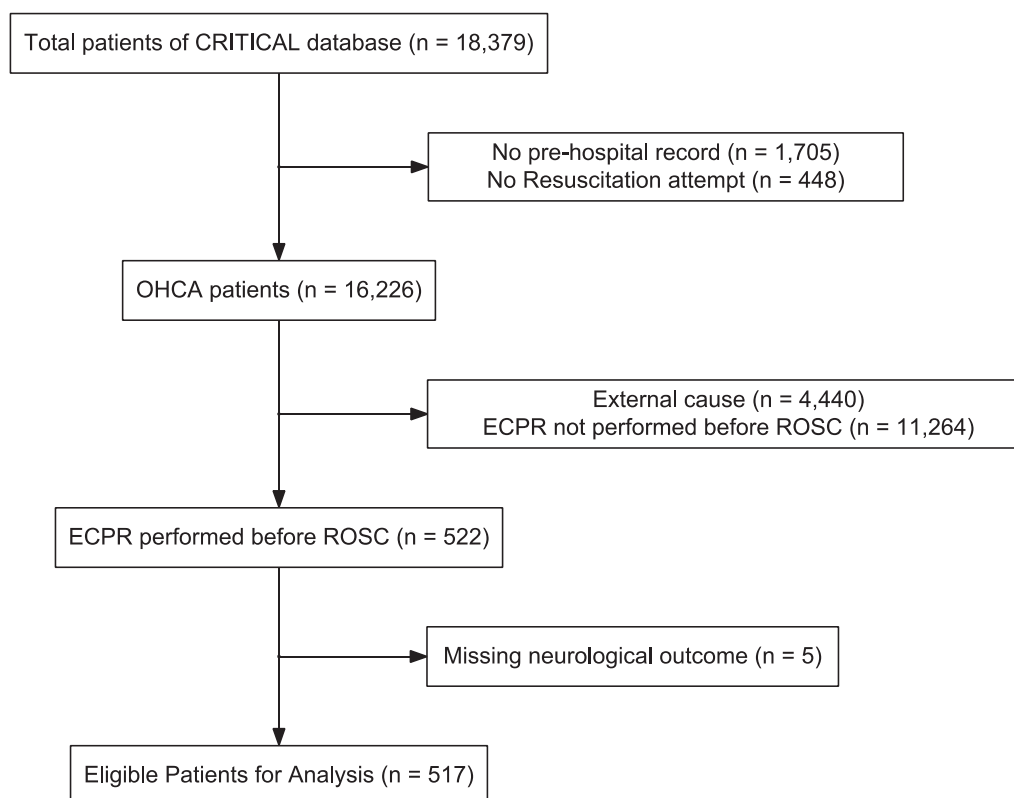 Total patients of CRITICAL database (n = 18,379)
No pre-hospital record (n = 1,705)
No Resuscitation attempt (n = 448)
OHCA patients (n = 16,226)
External cause (n = 4,440)
ECPR not performed before ROSC (n = 11,264)
ECPR performed before ROSC (n = 522)
Missing neurological outcome (n = 5)
Eligible Patients for Analysis (n = 517)